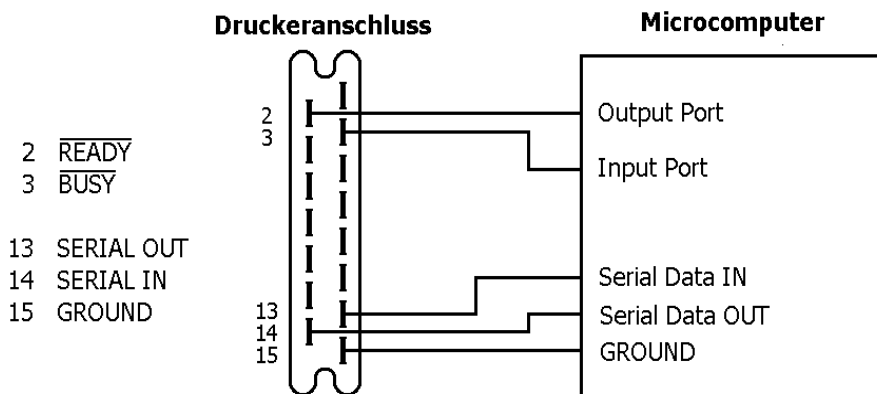 Druckeranschluss
Microcomputer
2 READY
3 BUSY
13 SERIAL OUT
14 SERIAL IN
15 GROUND
2
3
13
14
15
Output Port
Input Port
Serial Data IN
Serial Data OUT
GROUND